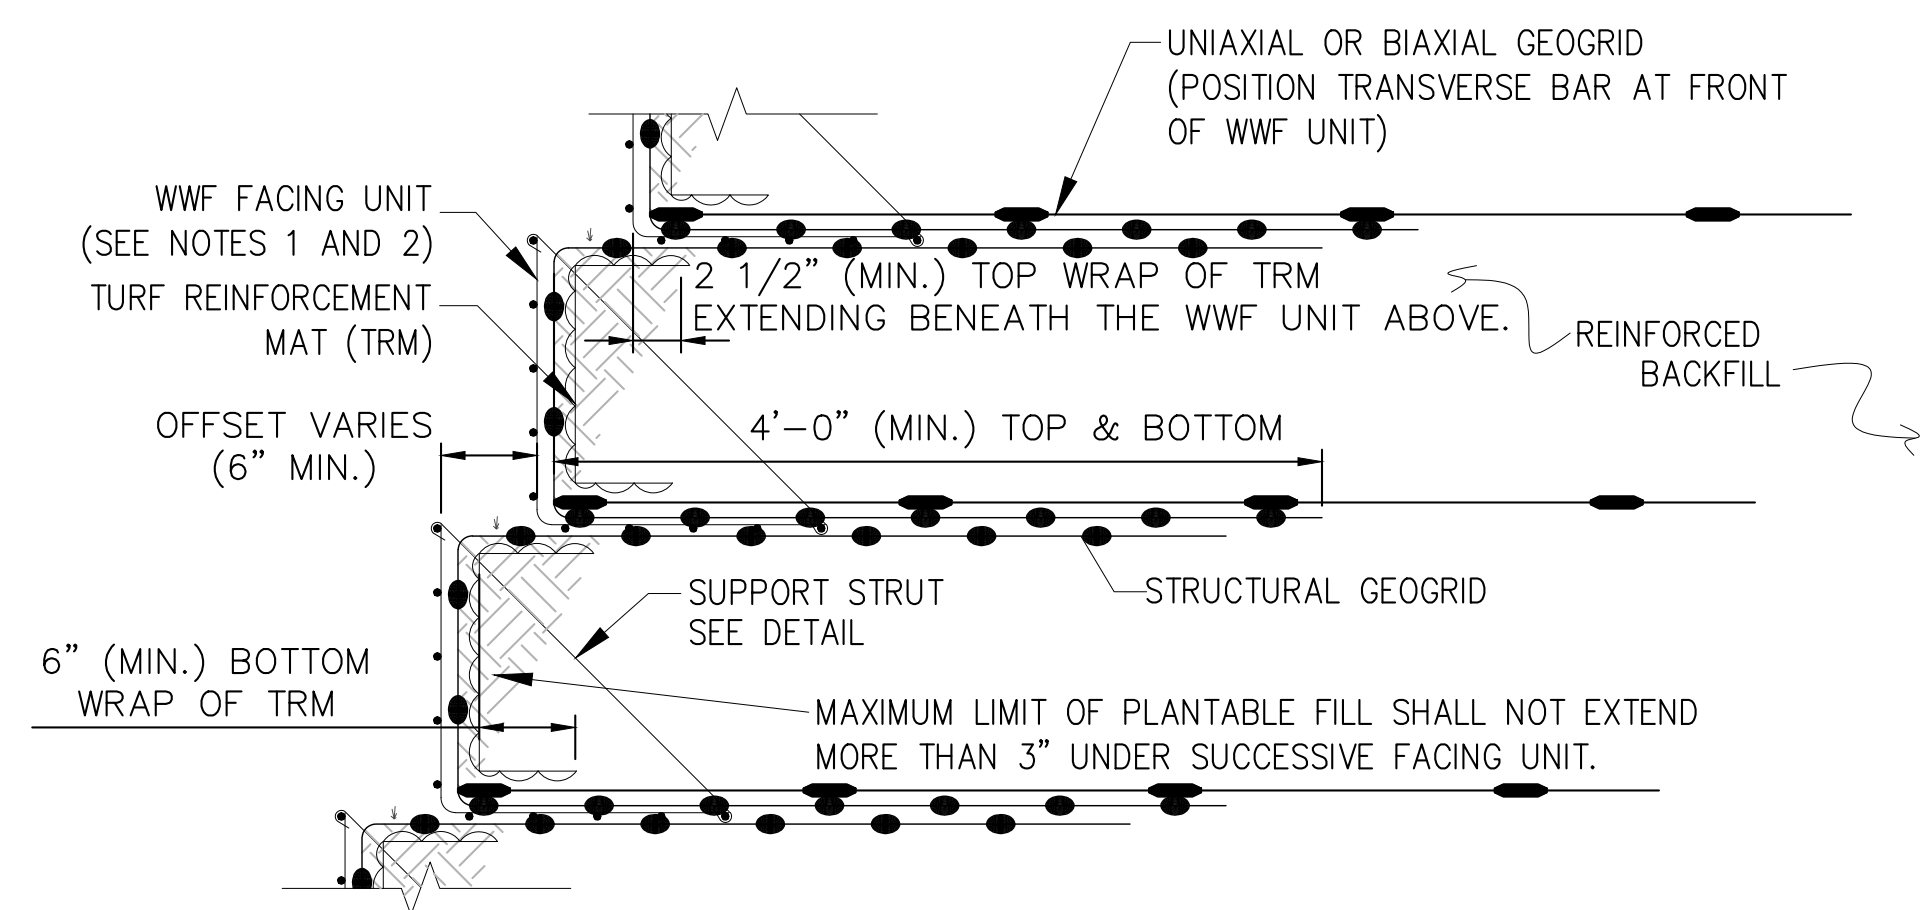 UNIAXIAL OR BIAXIAL GEOGRID
(POSITION TRANSVERSE BAR AT FRONT
OF WWF UNIT)
WWF FACING UNIT
(SEE NOTES 1 AND 2)
TURF REINFORCEMENT
MAT (TRM)
2 1/2" (MIN.) TOP WRAP OF TRM
EXTENDING BENEATH THE WWF UNIT ABOVE.
REINFORCED
BACKFILL
OFFSET VARIES
(6" MIN.)
4'-0" (MIN.) TOP & BOTTOM
SUPPORT STRUT
SEE DETAIL
STRUCTURAL GEOGRID
6" (MIN.) BOTTOM
WRAP OF TRM
MAXIMUM LIMIT OF PLANTABLE FILL SHALL NOT EXTEND
MORE THAN 3" UNDER SUCCESSIVE FACING UNIT.